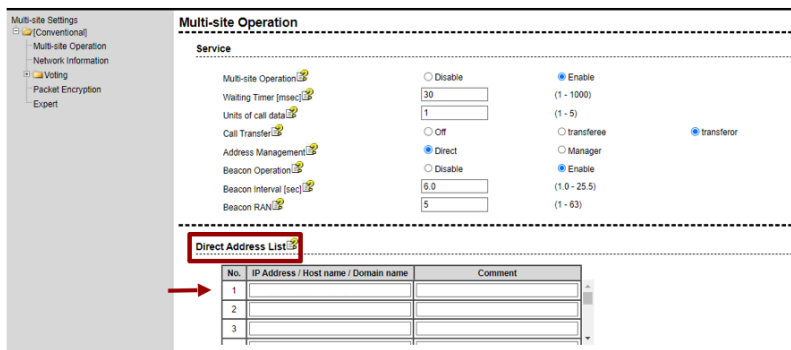 Multi-site Settings
[Conventional]
Multi-site Operation
Network Information
Voting
Packet Encryption
Expert
Multi-site Operation
Service
Multi-site Operation Disable Enable
Waiting Timer [msec] 30 (1 - 1000)
Units of call data 1 (1 - 5)
Call Transfer Off transferee transferor
Address Management Direct Manager
Beacon Operation Disable Enable
Beacon Interval [sec] 6.0 (1.0 - 25.5)
Beacon RAN 5 (1 - 63)
Direct Address List
No. IP Address / Host name / Domain name Comment
1
2
3